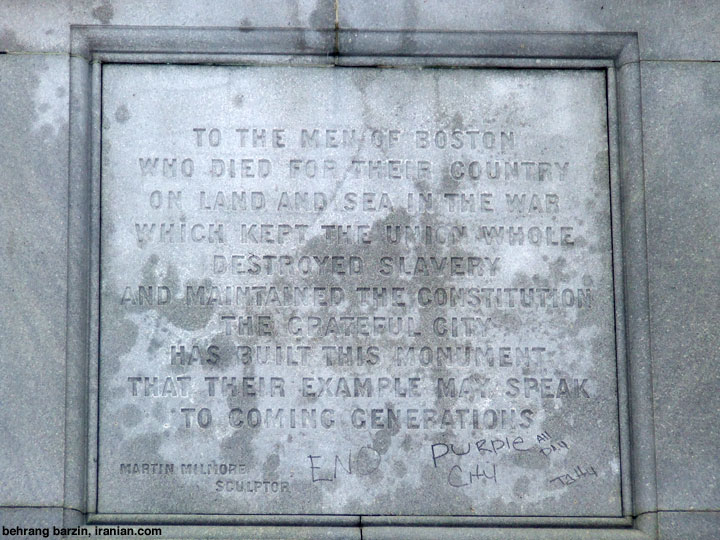 TO THE MEN OF BOSTON
WHO DIED FOR THEIR COUNTRY
ON LAND AND SEA IN THE WAR
WHICH KEPT THE UNION WHOLE
DESTROYED SLAVERY
AND MAINTAINED THE CONSTITUTION
THE GRATEFUL CITY
HAS BUILT THIS MONUMENT
THAT THEIR EXAMPLE MAY SPEAK
TO COMING GENERATIONS
MARTIN MILMORE
SCULPTOR
ENO
PURPLE All
City
behrang barzin, iranian.com